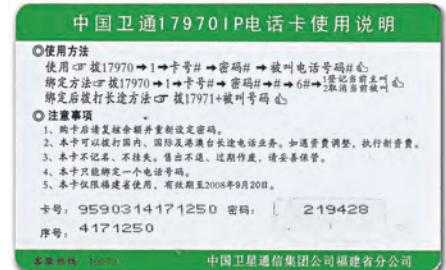 中国卫通17970IP电话卡使用说明
◎使用方法
使用☞拨17970➜1➜卡号#➜密码#➜被叫电话号码#
绑定方法☞拨17970➜1➜卡号#➜密码#➜#➜6#➜1登记当前主叫 2取消当前被叫
绑定后拨打长途方法☞拨17971+被叫号码
◎注意事项
1、购卡后请复核余额并重新设定密码。
2、本卡可以拨打国内、国际及港澳台长途电话业务。如遇资费调整,执行新资费。
3、本卡不记名、不挂失。售出不退、过期作废,请妥善保管。
4、本卡只能绑定一个电话号码。
5、本卡仅限福建省使用,有效期至2008年9月20日。
卡号: 9590314171250 密码: 219428
序号: 4171250
客服热线:10070 中国卫星通信集团公司福建省分公司